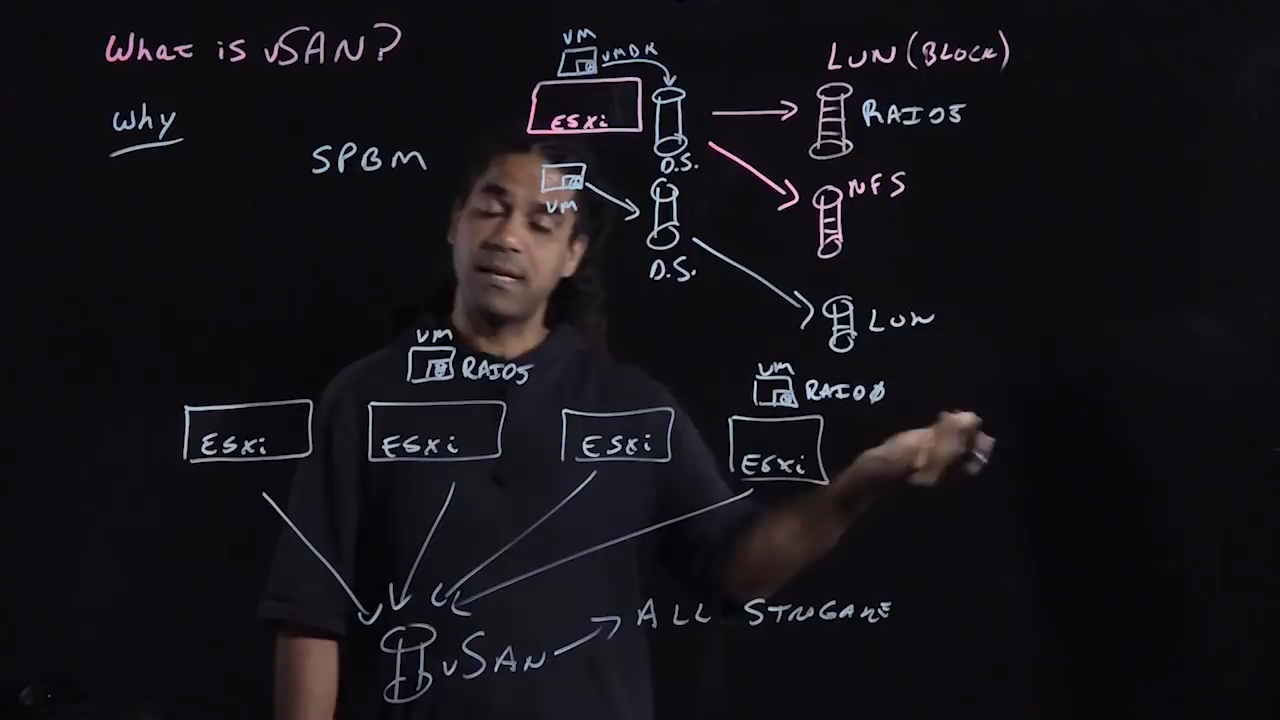 What is vSAN?
Why
SPBM
VM
VMDK
ESXi
D.S.
LUN (BLOCK)
RAID5
NFS
VM
D.S.
LUN
VM
RAID5
VM
RAID0
ESXi
ESXi
ESXi
ESXi
vSAN
ALL STROGAGE